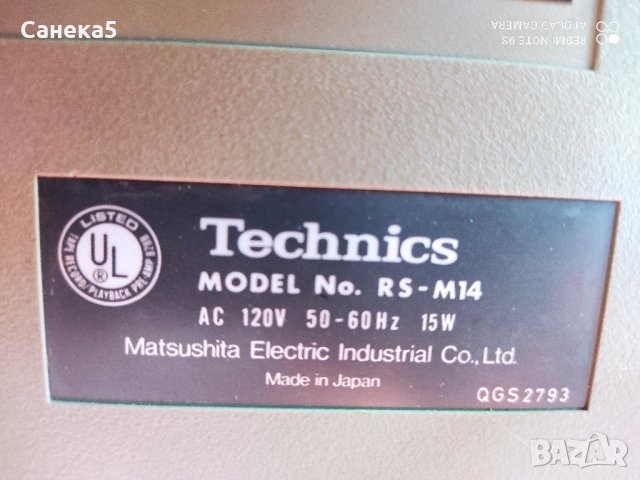 Санека5
REDMI NOTE 9S
AI QUAD CAMERA
LISTED
UL
®
TAPE RECORD/PLAYBACK PRE AMP
Technics
MODEL No. RS-M14
AC 120V 50-60Hz 15W
Matsushita Electric Industrial Co., Ltd.
Made in Japan
QGS2793
BAZAR